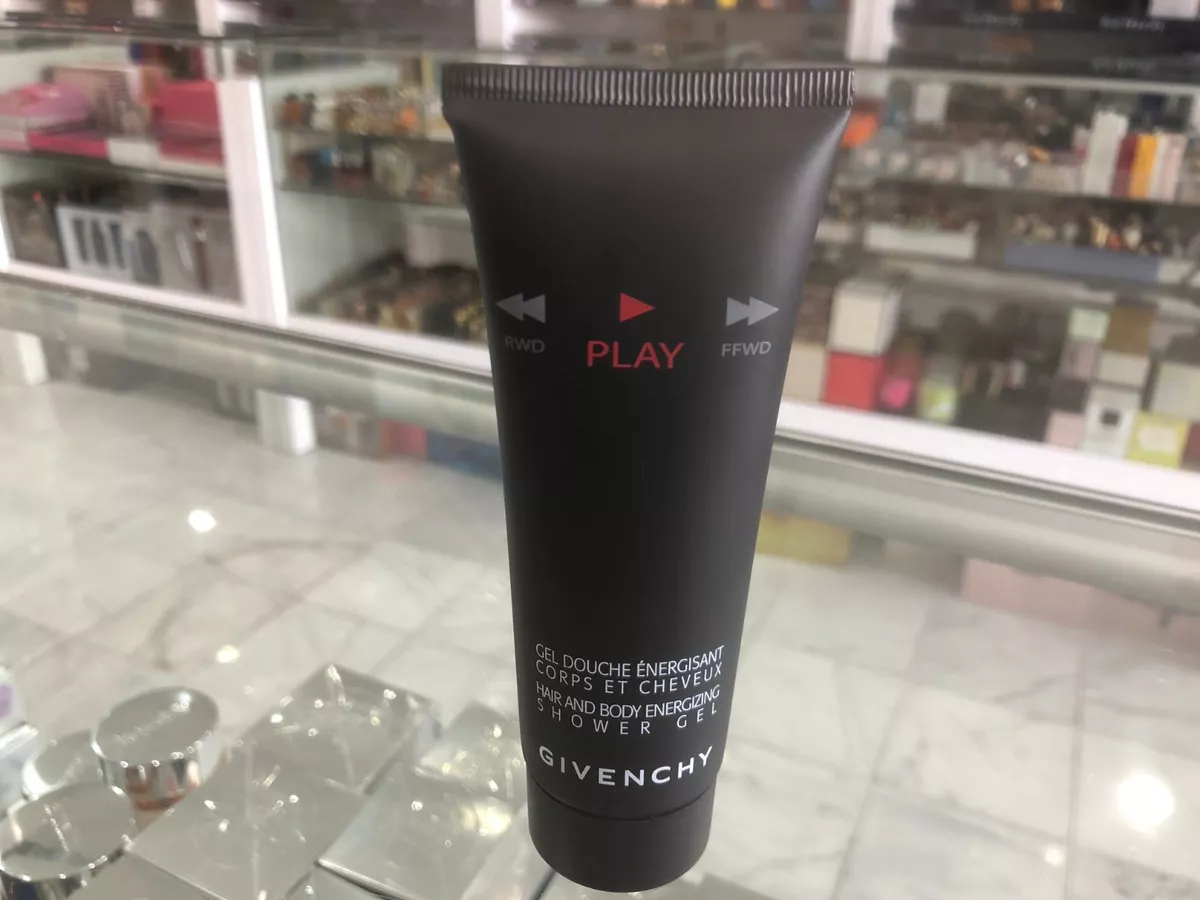 RWD PLAY FFWD
GEL DOUCHE ÉNERGISANT
CORPS ET CHEVEUX
HAIR AND BODY ENERGIZING
SHOWER GEL
GIVENCHY